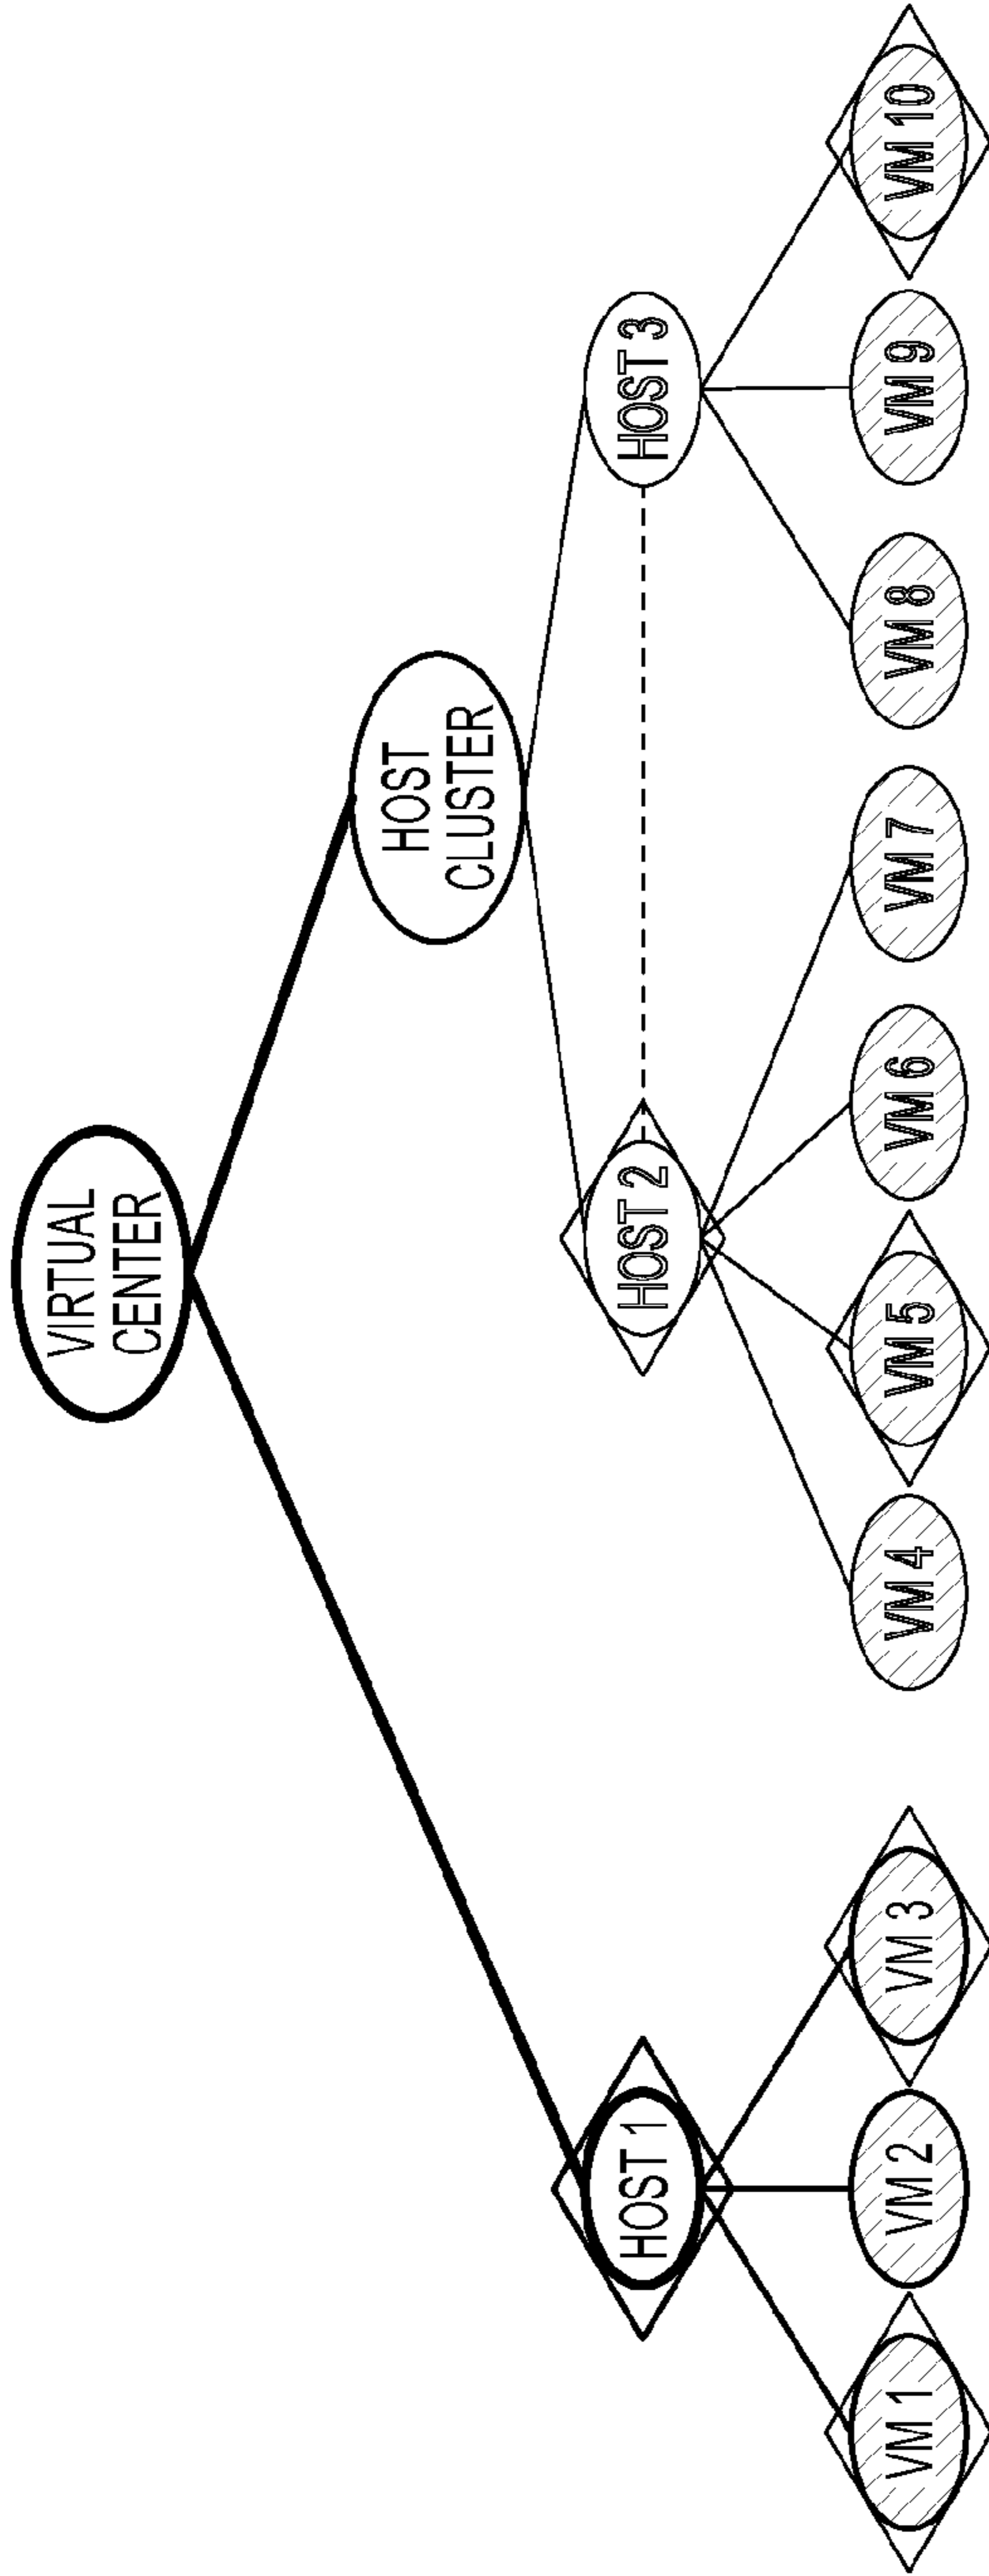 VIRTUAL
CENTER
HOST
CLUSTER
HOST 1
HOST 2
HOST 3
VM 1
VM 2
VM 3
VM 4
VM 5
VM 6
VM 7
VM 8
VM 9
VM 10